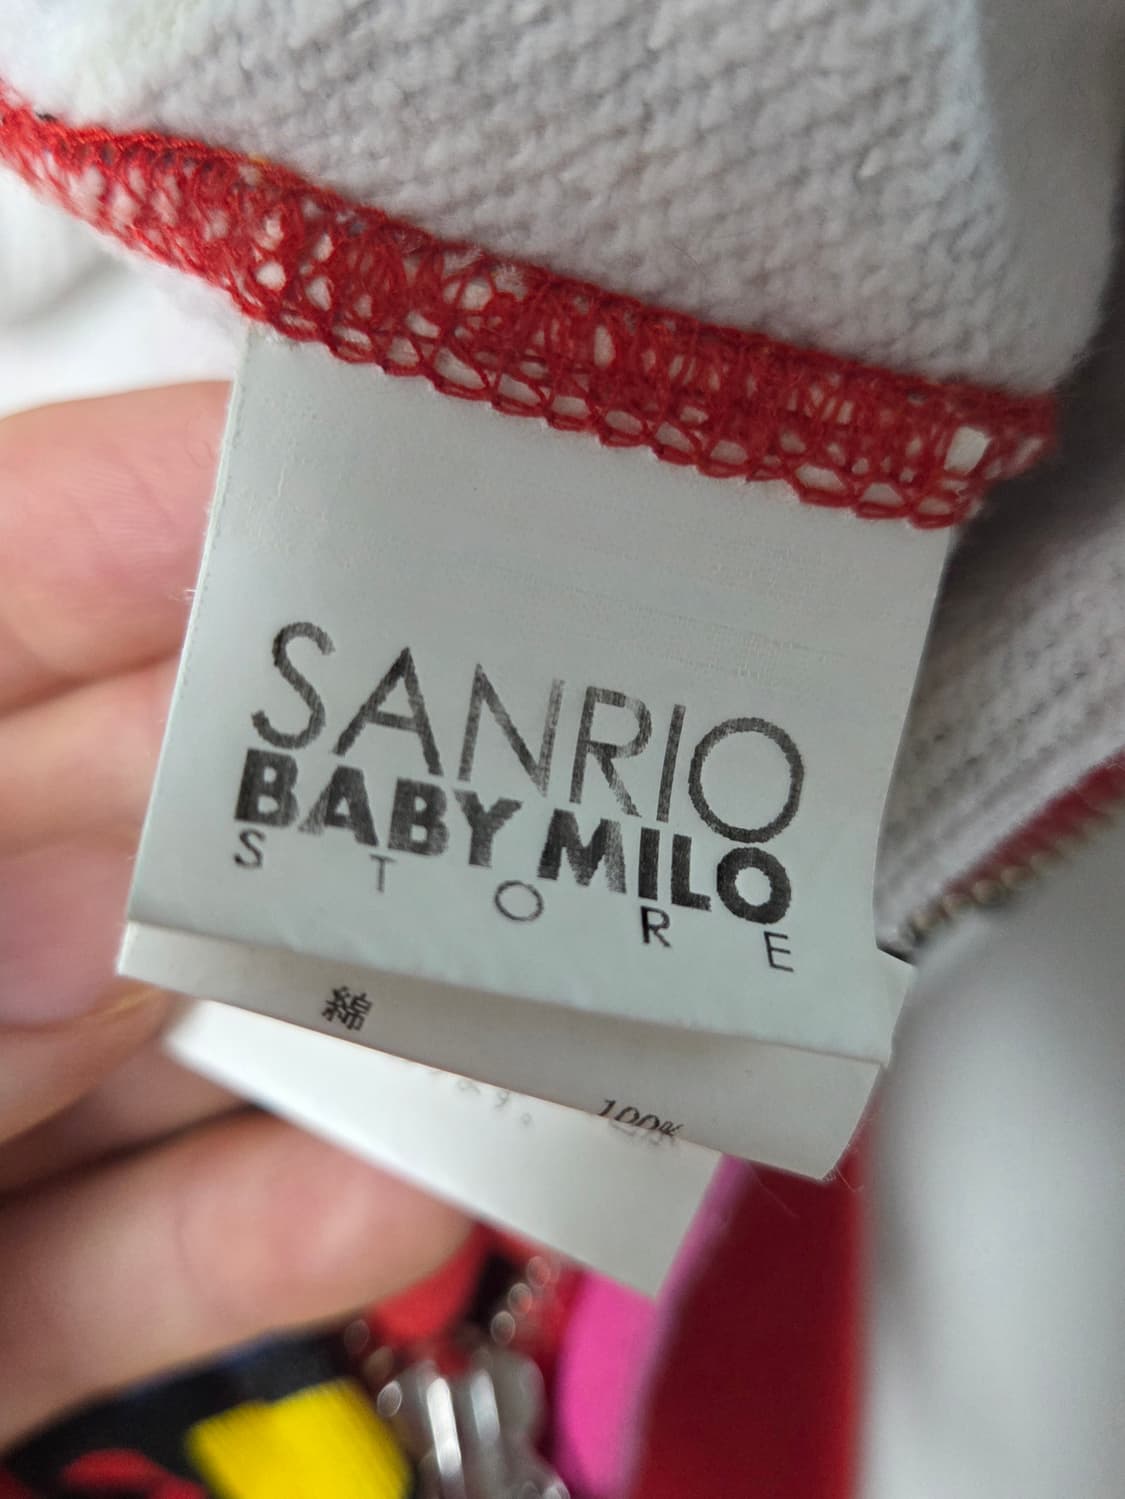 SANRIO
BABY MILO
STORE
綿
100%